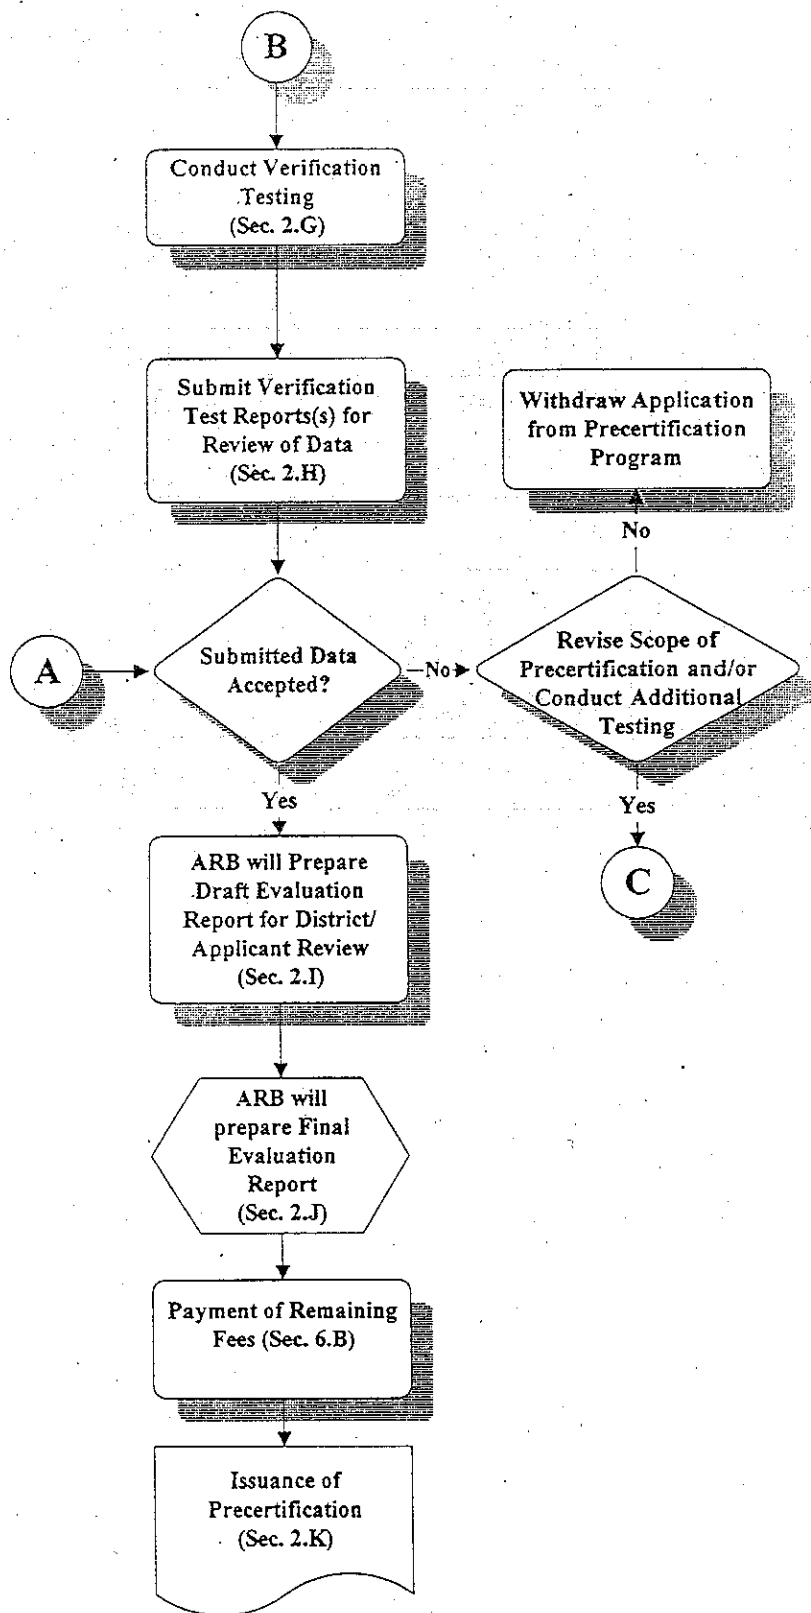 B
Conduct Verification
Testing
(Sec. 2.G)
Submit Verification
Test Reports(s) for
Review of Data
(Sec. 2.H)
Withdraw Application
from Precertification
Program
No
A
Submitted Data
Accepted?
No
Revise Scope of
Precertification and/or
Conduct Additional
Testing
Yes
Yes
C
ARB will Prepare
Draft Evaluation
Report for District/
Applicant Review
(Sec. 2.I)
ARB will
prepare Final
Evaluation
Report
(Sec. 2.J)
Payment of Remaining
Fees (Sec. 6.B)
Issuance of
Precertification
(Sec. 2.K)